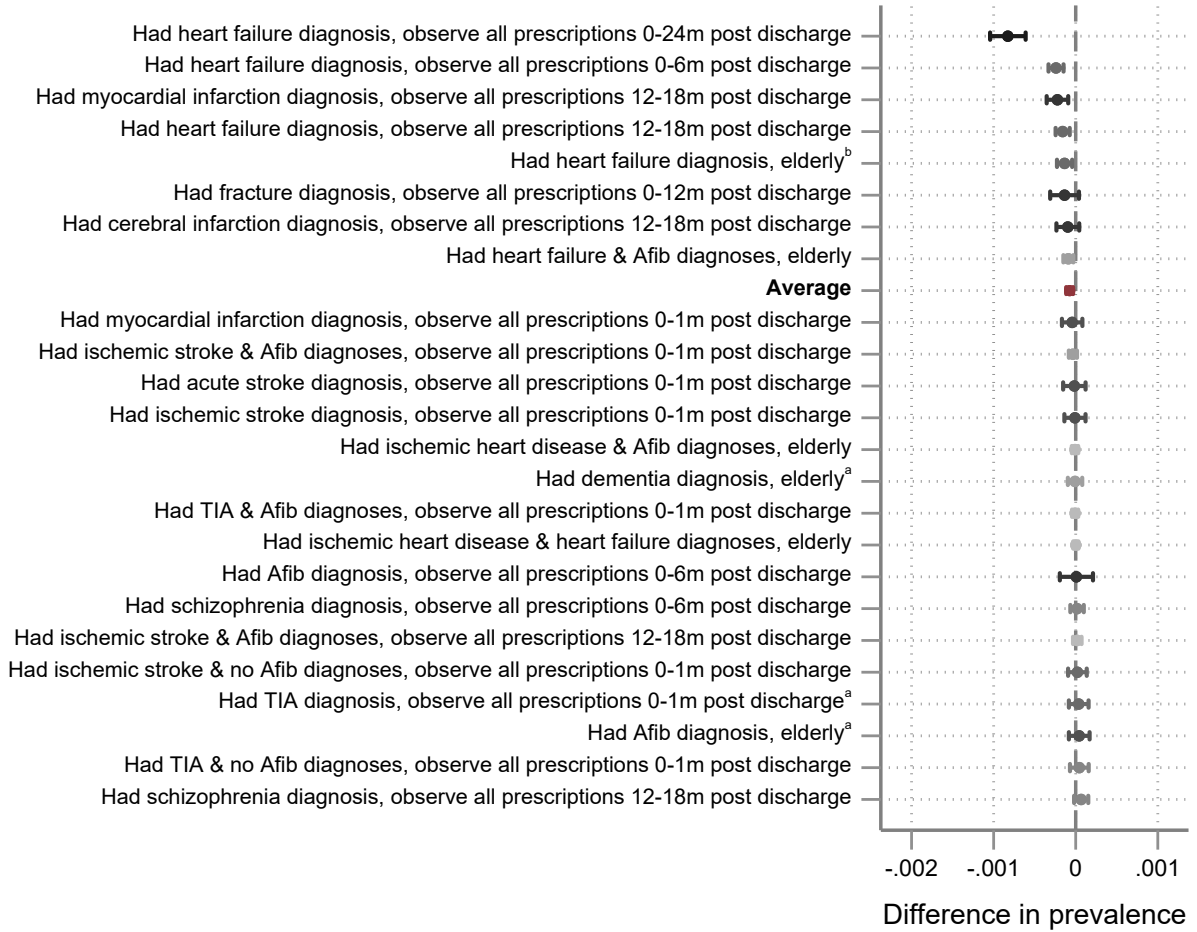 Had heart failure diagnosis, observe all prescriptions 0-24m post discharge
Had heart failure diagnosis, observe all prescriptions 0-6m post discharge
Had myocardial infarction diagnosis, observe all prescriptions 12-18m post discharge
Had heart failure diagnosis, observe all prescriptions 12-18m post discharge
Had heart failure diagnosis, elderlyᵇ
Had fracture diagnosis, observe all prescriptions 0-12m post discharge
Had cerebral infarction diagnosis, observe all prescriptions 12-18m post discharge
Had heart failure & Afib diagnoses, elderly
Average
Had myocardial infarction diagnosis, observe all prescriptions 0-1m post discharge
Had ischemic stroke & Afib diagnoses, observe all prescriptions 0-1m post discharge
Had acute stroke diagnosis, observe all prescriptions 0-1m post discharge
Had ischemic stroke diagnosis, observe all prescriptions 0-1m post discharge
Had ischemic heart disease & Afib diagnoses, elderly
Had dementia diagnosis, elderlyᵃ
Had TIA & Afib diagnoses, observe all prescriptions 0-1m post discharge
Had ischemic heart disease & heart failure diagnoses, elderly
Had Afib diagnosis, observe all prescriptions 0-6m post discharge
Had schizophrenia diagnosis, observe all prescriptions 0-6m post discharge
Had ischemic stroke & Afib diagnoses, observe all prescriptions 12-18m post discharge
Had ischemic stroke & no Afib diagnoses, observe all prescriptions 0-1m post discharge
Had TIA diagnosis, observe all prescriptions 0-1m post dischargeᵃ
Had Afib diagnosis, elderlyᵃ
Had TIA & no Afib diagnoses, observe all prescriptions 0-1m post discharge
Had schizophrenia diagnosis, observe all prescriptions 12-18m post discharge
-.002 -.001 0 .001
Difference in prevalence